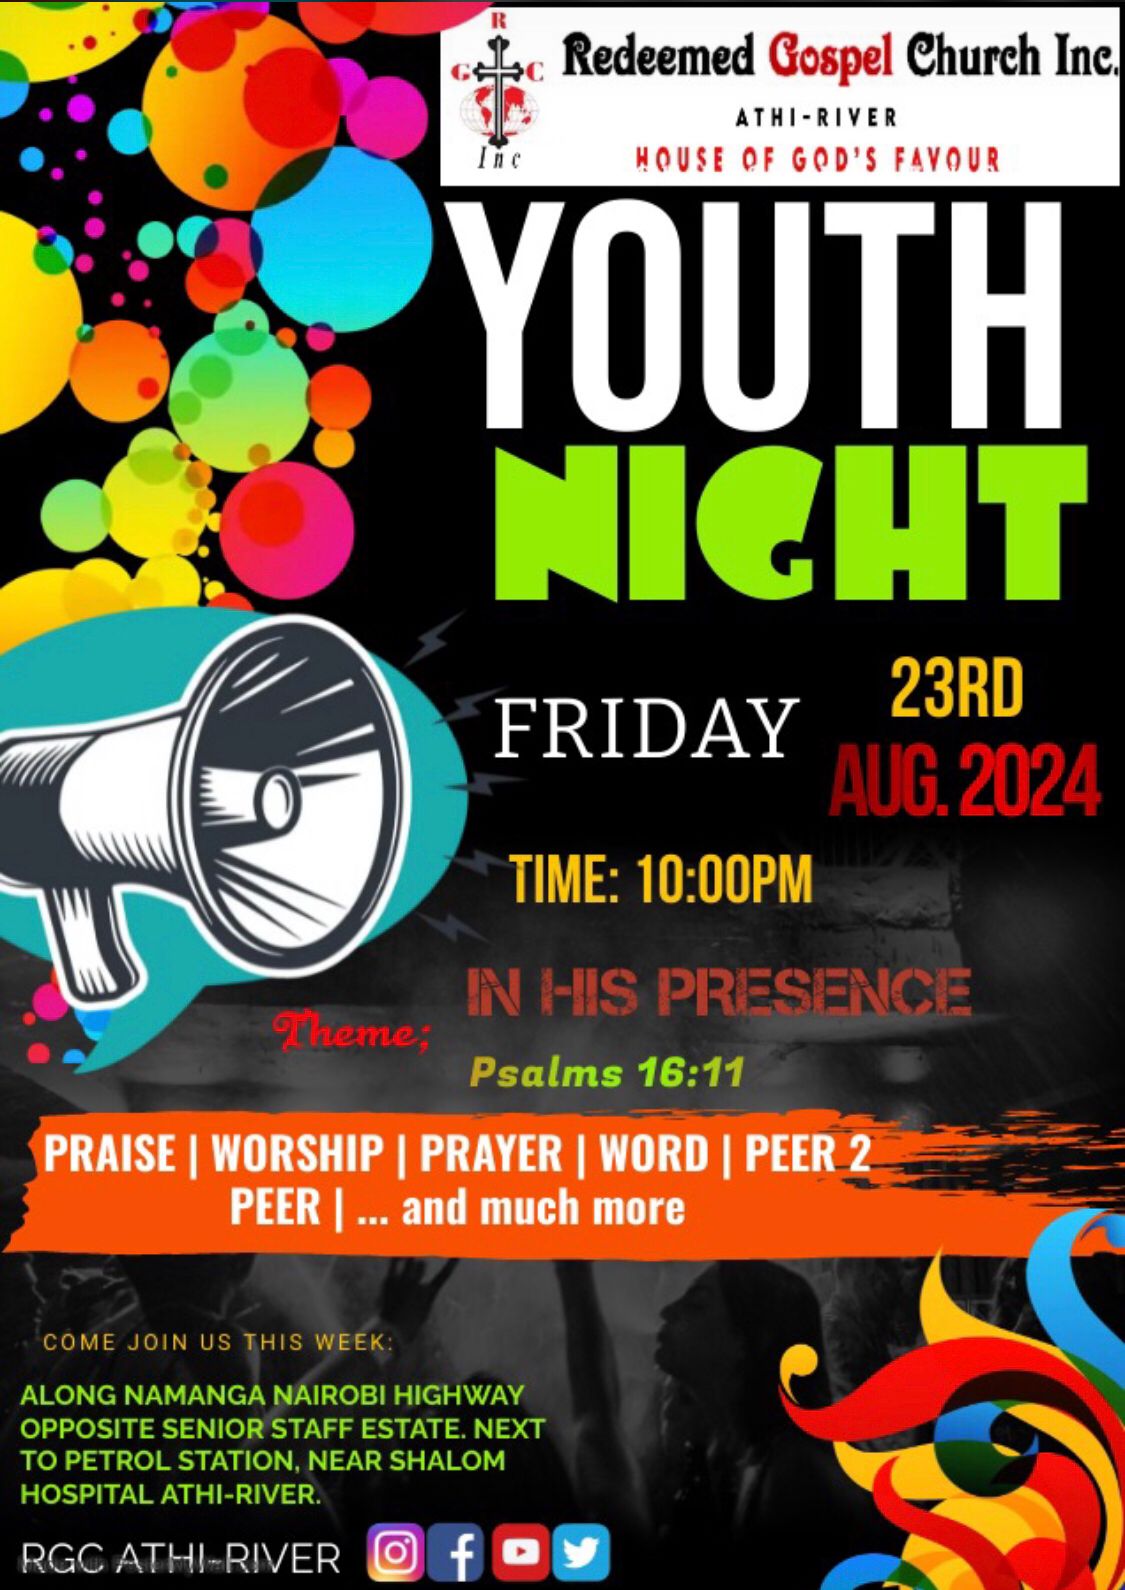 R
G C
Inc
Redeemed Gospel Church Inc.
ATHI-RIVER
HOUSE OF GOD'S FAVOUR
YOUTH
NIGHT
FRIDAY
23RD
AUG. 2024
TIME: 10:00PM
IN HIS PRESENCE
Theme;
Psalms 16:11
PRAISE | WORSHIP | PRAYER | WORD | PEER 2
PEER | ... and much more
COME JOIN US THIS WEEK:
ALONG NAMANGA NAIROBI HIGHWAY
OPPOSITE SENIOR STAFF ESTATE. NEXT
TO PETROL STATION, NEAR SHALOM
HOSPITAL ATHI-RIVER.
RGC ATHI-RIVER